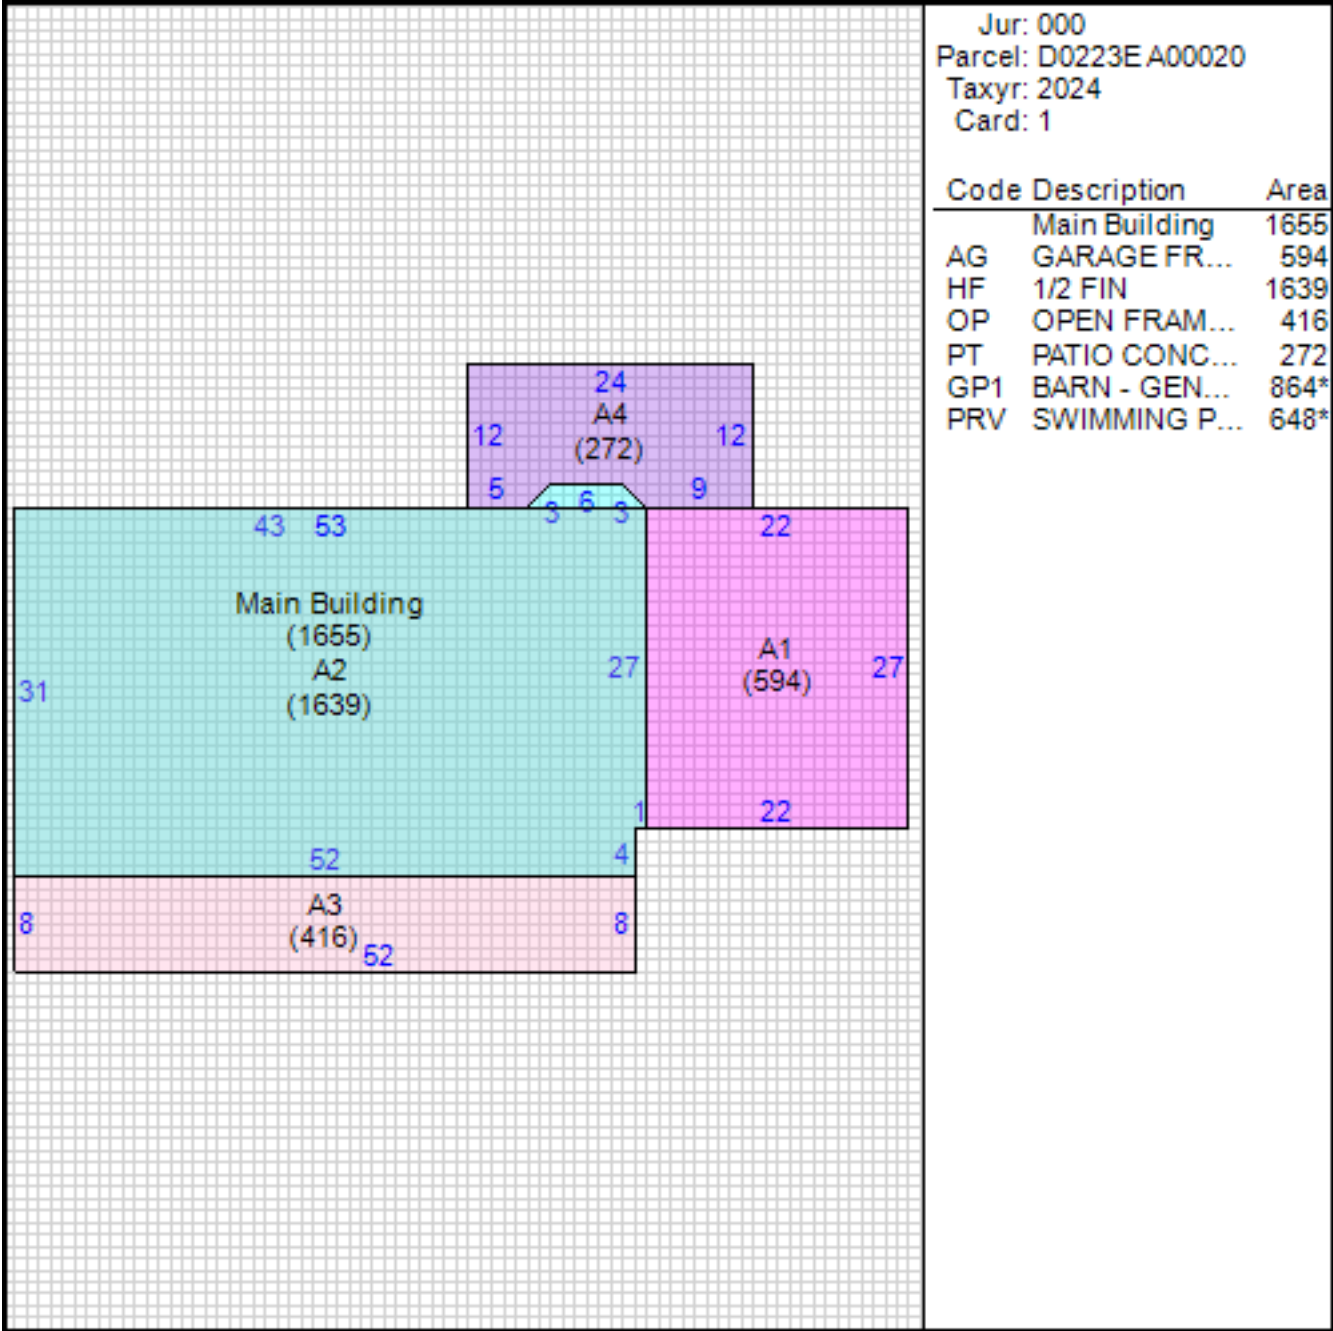 Jur: 000
Parcel: D0223E A00020
Taxyr: 2024
Card: 1
Code Description Area
Main Building 1655
AG GARAGE FR... 594
HF 1/2 FIN 1639
OP OPEN FRAM... 416
PT PATIO CONC... 272
GP1 BARN - GEN... 864*
PRV SWIMMING P... 648*
24
A4
12 12
(272)
5 9
3 6 3
43 53 22
Main Building
(1655)
A2
(1639)
31
27
A1
(594)
27
1
22
52
4
A3
(416)
8 8
52